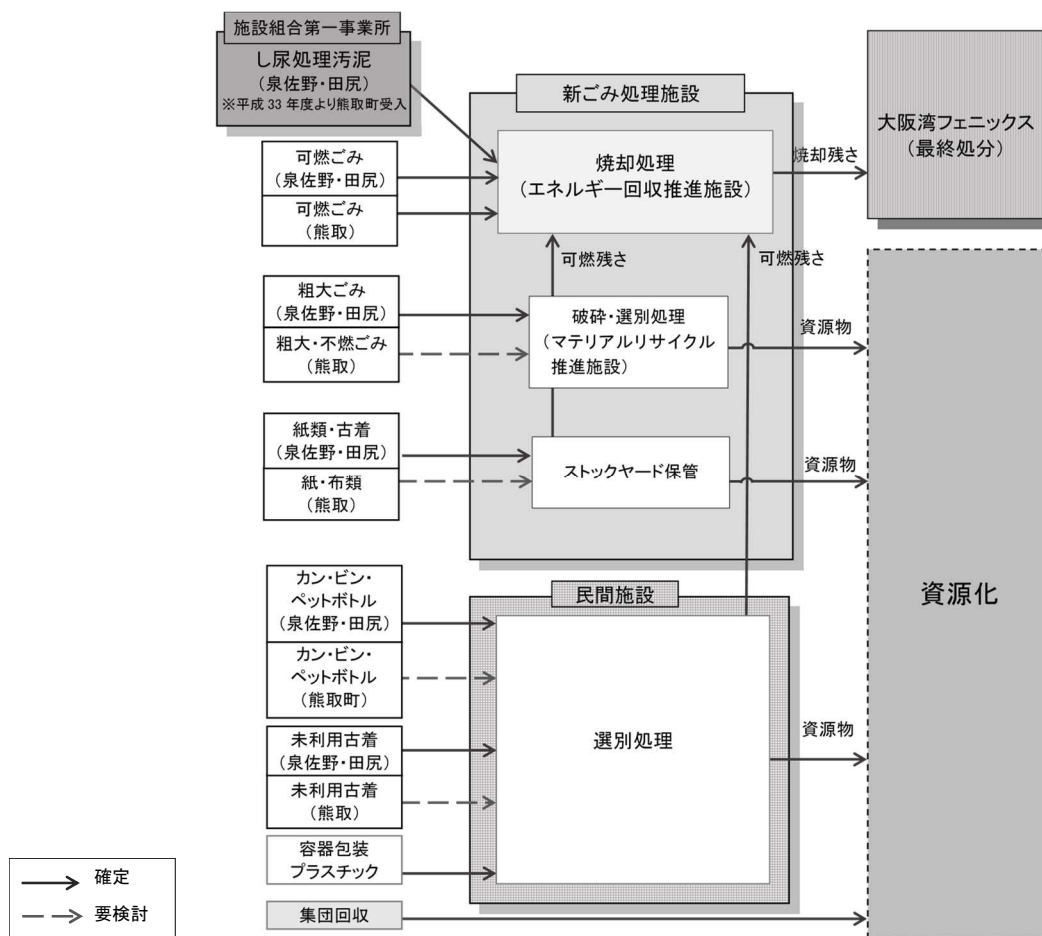 施設組合第一事業所
し尿処理汚泥
（泉佐野・田尻）
※平成 33 年度より熊取町受入
可燃ごみ
（泉佐野・田尻）
可燃ごみ
（熊取）
粗大ごみ
（泉佐野・田尻）
粗大・不燃ごみ
（熊取）
紙類・古着
（泉佐野・田尻）
紙・布類
（熊取）
カン・ビン・
ペットボトル
（泉佐野・田尻）
カン・ビン・
ペットボトル
（熊取町）
未利用古着
（泉佐野・田尻）
未利用古着
（熊取）
容器包装
プラスチック
集団回収
新ごみ処理施設
焼却処理
（エネルギー回収推進施設）
可燃残さ
可燃残さ
破砕・選別処理
（マテリアルリサイクル
推進施設）
ストックヤード保管
民間施設
選別処理
焼却残さ
資源物
資源物
資源物
大阪湾フェニックス
（最終処分）
資源化
確定
要検討